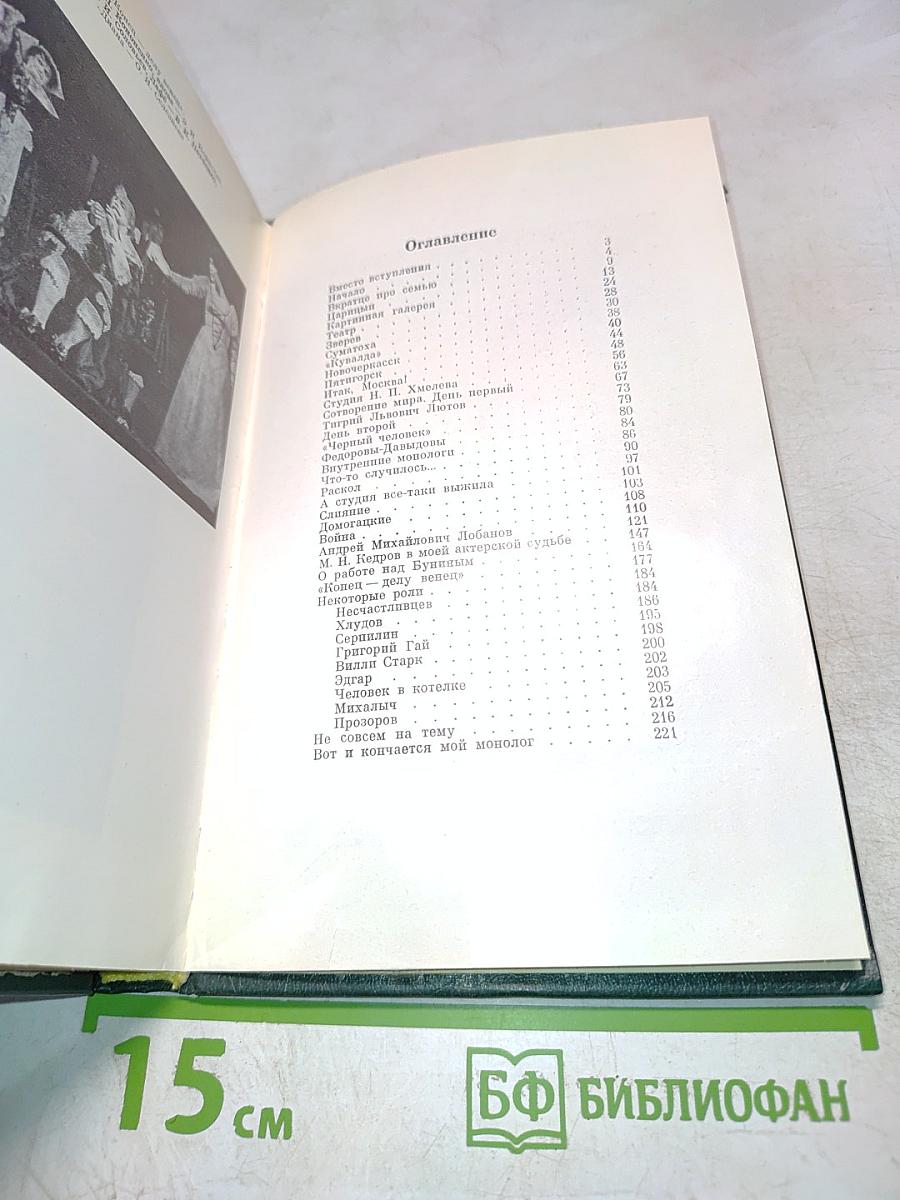 «Конец — делу венец».
Оглавление
Вместо вступления . . . 3
Начало . . . 4
Вкратце про семью . . . 9
Царицын . . . 13
Картинная галерея . . . 24
Театр . . . 28
Зверев . . . 30
Суматоха . . . 38
«Кувалда» . . . 40
Новочеркасск . . . 44
Пятигорск . . . 48
Итак, Москва! . . . 56
Студия Н. П. Хмелева . . . 63
Сотворение мира. День первый . . . 67
Тигрий Львович Лютов . . . 73
День второй . . . 79
«Черный человек» . . . 80
Федоровы-Давыдовы . . . 84
Внутренние монологи . . . 86
Что-то случилось... . . . 90
Раскол . . . 97
А студия все-таки выжила . . . 101
Слияние . . . 103
Домогацкие . . . 108
Война . . . 110
Андрей Михайлович Лобанов . . . 121
М. Н. Кедров в моей актерской судьбе . . . 147
О работе над Буниным . . . 164
«Конец — делу венец» . . . 177
Некоторые роли . . . 184
Несчастливцев . . . 184
Хлудов . . . 186
Серпилин . . . 195
Григорий Гай . . . 198
Вилли Старк . . . 200
Эдгар . . . 202
Человек в котелке . . . 203
Михалыч . . . 205
Прозоров . . . 212
Не совсем на тему . . . 216
Вот и кончается мой монолог . . . 221
15 см
БФ БИБЛИОФАН